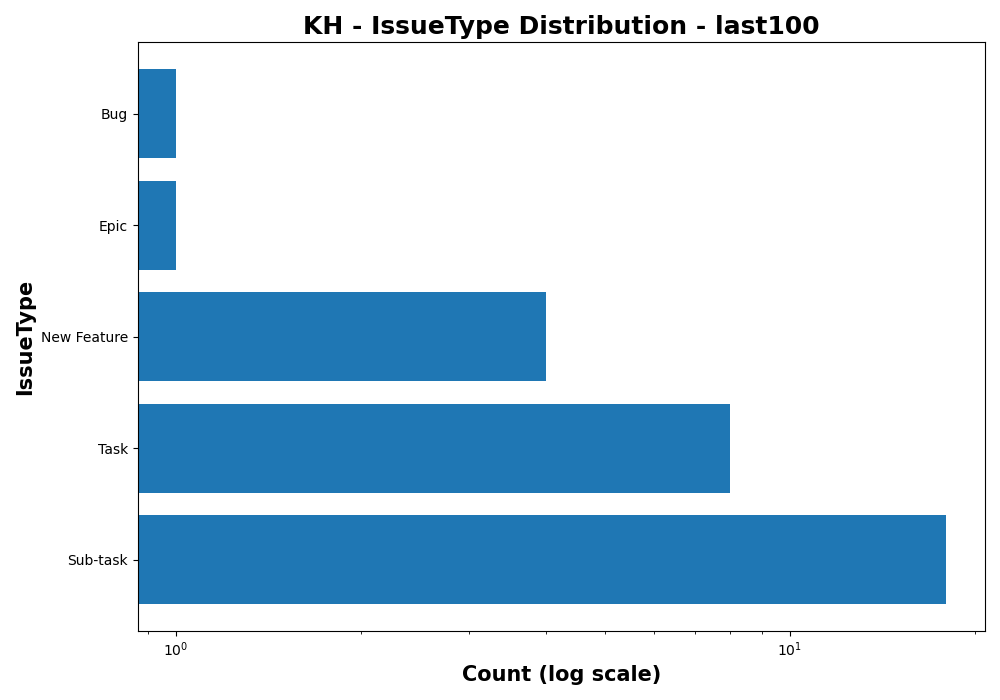 KH - IssueType Distribution - last100
IssueType
Bug
Epic
New Feature
Task
Sub-task
10⁰
10¹
Count (log scale)